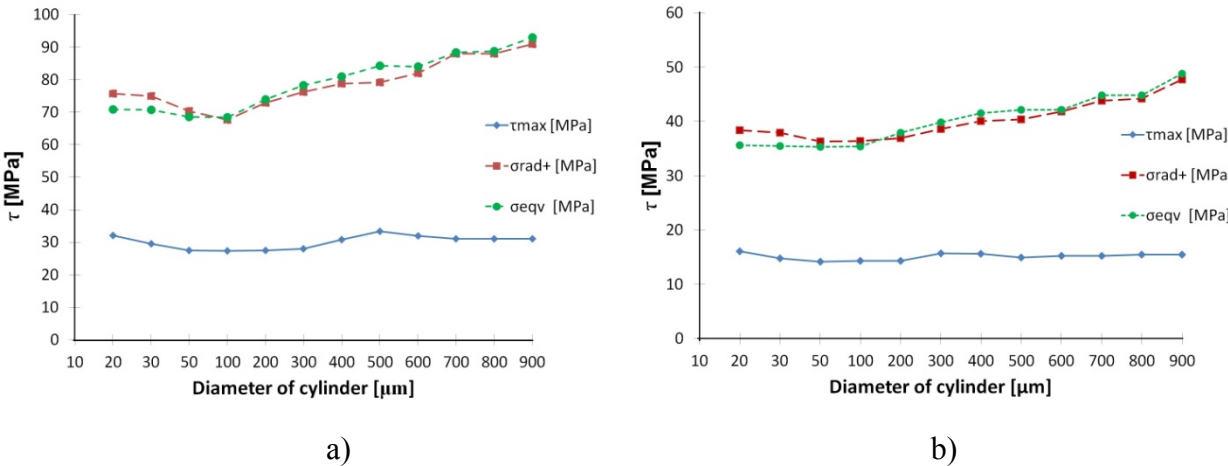 100
90
80
70
60
50
40
30
20
10
0
τ [MPa]
10 20 30 50 100 200 300 400 500 600 700 800 900
Diameter of cylinder [µm]
τmax [MPa]
σrad+ [MPa]
σeqv [MPa]
a)
60
50
40
30
20
10
0
τ [MPa]
10 20 30 50 100 200 300 400 500 600 700 800 900
Diameter of cylinder [µm]
τmax [MPa]
σrad+ [MPa
σeqv [MPa]
b)